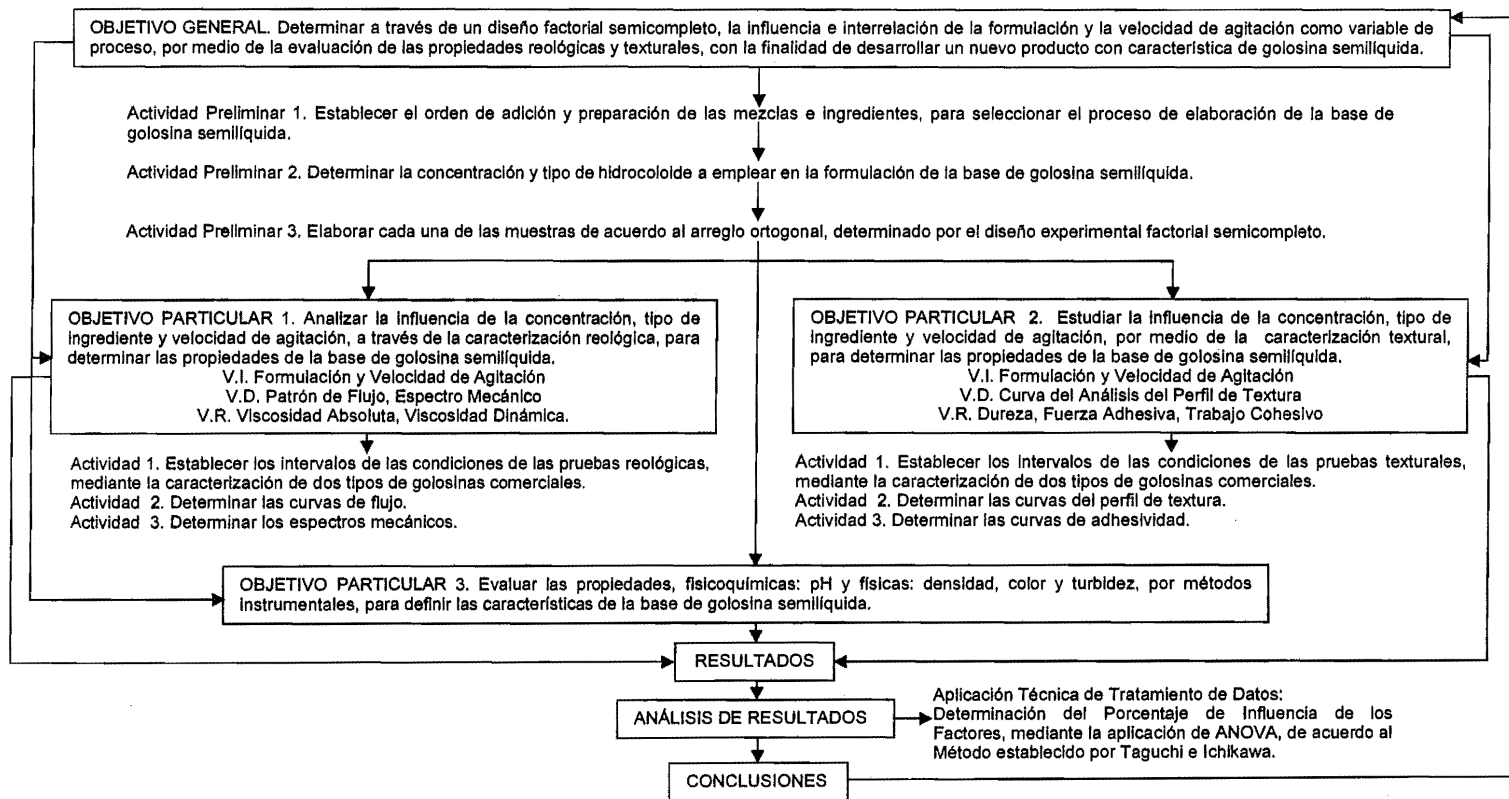 OBJETIVO GENERAL. Determinar a través de un diseño factorial semicompleto, la influencia e interrelación de la formulación y la velocidad de agitación como variable de
proceso, por medio de la evaluación de las propiedades reológicas y texturales, con la finalidad de desarrollar un nuevo producto con característica de golosina semilíquida.
Actividad Preliminar 1. Establecer el orden de adición y preparación de las mezclas e ingredientes, para seleccionar el proceso de elaboración de la base de
golosina semilíquida.
Actividad Preliminar 2. Determinar la concentración y tipo de hidrocoloide a emplear en la formulación de la base de golosina semilíquida.
Actividad Preliminar 3. Elaborar cada una de las muestras de acuerdo al arreglo ortogonal, determinado por el diseño experimental factorial semicompleto.
OBJETIVO PARTICULAR 1. Analizar la influencia de la concentración, tipo de
ingrediente y velocidad de agitación, a través de la caracterización reológica, para
determinar las propiedades de la base de golosina semilíquida.
V.I. Formulación y Velocidad de Agitación
V.D. Patrón de Flujo, Espectro Mecánico
V.R. Viscosidad Absoluta, Viscosidad Dinámica.
Actividad 1. Establecer los intervalos de las condiciones de las pruebas reológicas,
mediante la caracterización de dos tipos de golosinas comerciales.
Actividad 2. Determinar las curvas de flujo.
Actividad 3. Determinar los espectros mecánicos.
OBJETIVO PARTICULAR 2. Estudiar la influencia de la concentración, tipo de
ingrediente y velocidad de agitación, por medio de la caracterización textural,
para determinar las propiedades de la base de golosina semilíquida.
V.I. Formulación y Velocidad de Agitación
V.D. Curva del Análisis del Perfil de Textura
V.R. Dureza, Fuerza Adhesiva, Trabajo Cohesivo
Actividad 1. Establecer los intervalos de las condiciones de las pruebas texturales,
mediante la caracterización de dos tipos de golosinas comerciales.
Actividad 2. Determinar las curvas del perfil de textura.
Actividad 3. Determinar las curvas de adhesividad.
OBJETIVO PARTICULAR 3. Evaluar las propiedades, fisicoquímicas: pH y físicas: densidad, color y turbidez, por métodos
instrumentales, para definir las características de la base de golosina semilíquida.
RESULTADOS
ANÁLISIS DE RESULTADOS
Aplicación Técnica de Tratamiento de Datos:
Determinación del Porcentaje de Influencia de los
Factores, mediante la aplicación de ANOVA, de acuerdo al
Método establecido por Taguchi e Ichikawa.
CONCLUSIONES